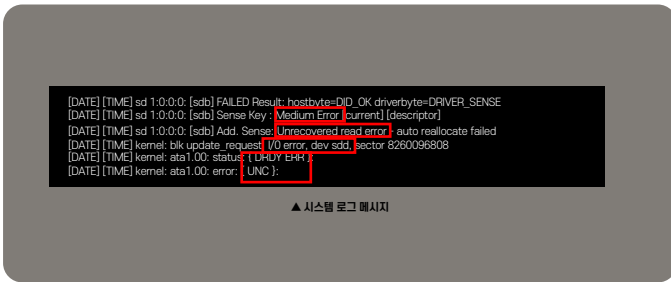 [DATE] [TIME] sd 1:0:0:0: [sdb] FAILED Result: hostbyte=DID_OK driverbyte=DRIVER_SENSE
[DATE] [TIME] sd 1:0:0:0: [sdb] Sense Key : Medium Error [current] [descriptor]
[DATE] [TIME] sd 1:0:0:0: [sdb] Add. Sense: Unrecovered read error - auto reallocate failed
[DATE] [TIME] kernel: blk update_request: I/0 error, dev sdd, sector 8260096808
[DATE] [TIME] kernel: ata1.00: status: { DRDY ERR }:
[DATE] [TIME] kernel: ata1.00: error: { UNC }:
▲ 시스템 로그 메시지